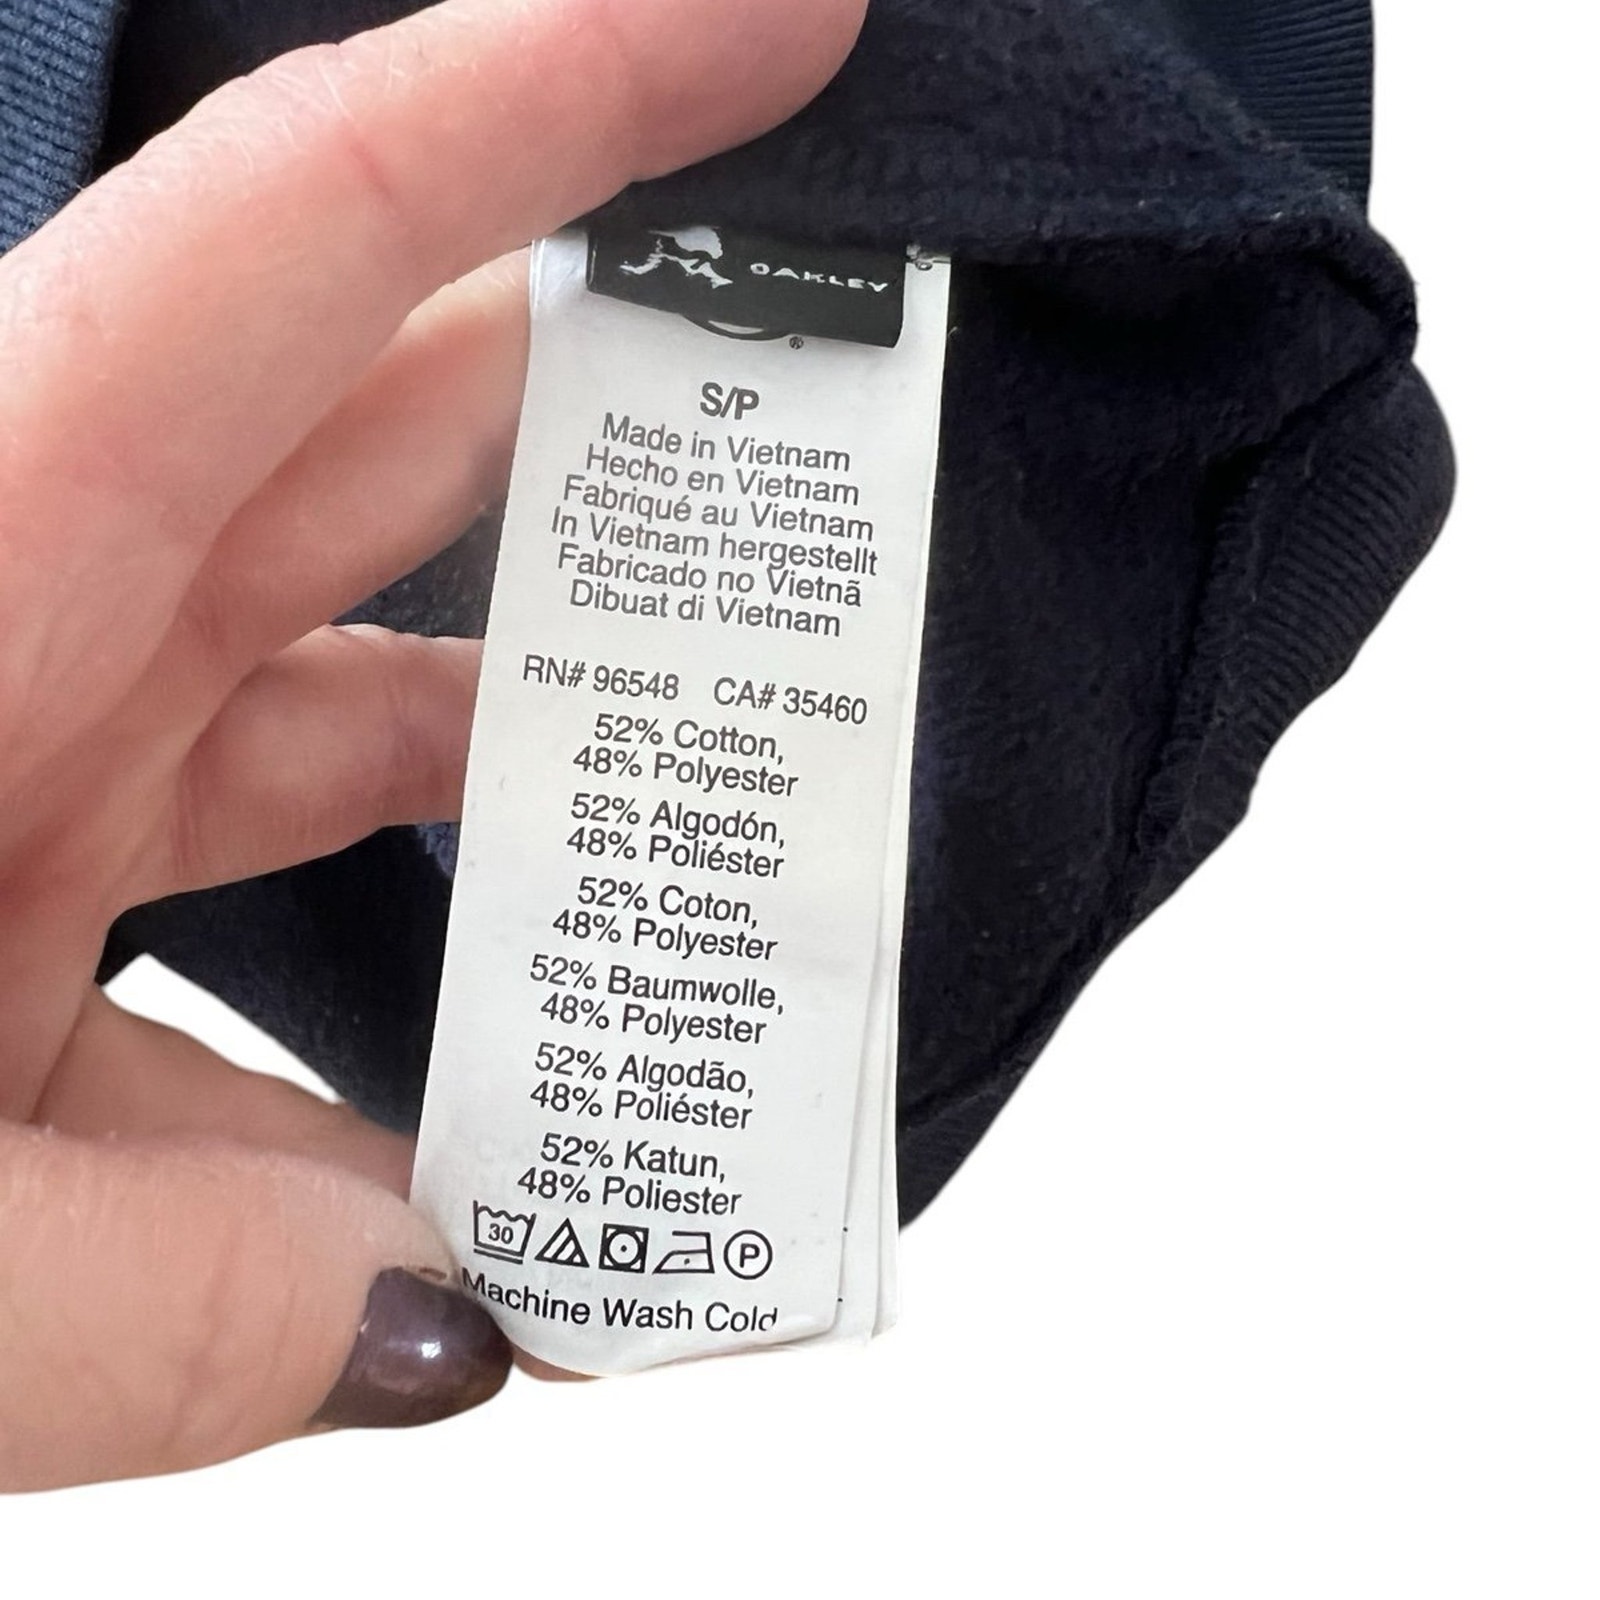 OAKLEY
®
S/P
Made in Vietnam
Hecho en Vietnam
Fabriqué au Vietnam
In Vietnam hergestellt
Fabricado no Vietnã
Dibuat di Vietnam
RN# 96548 CA# 35460
52% Cotton,
48% Polyester
52% Algodón,
48% Poliéster
52% Coton,
48% Polyester
52% Baumwolle,
48% Polyester
52% Algodão,
48% Poliéster
52% Katun,
48% Poliester
30 P
Machine Wash Cold